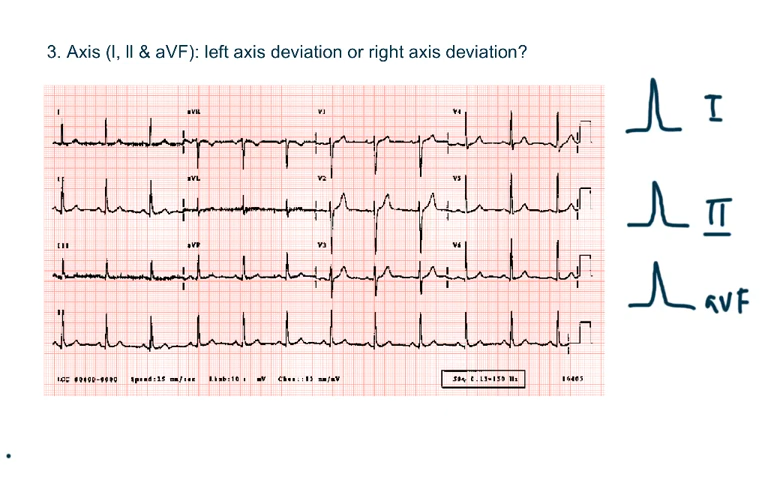 3. Axis (I, II & aVF): left axis deviation or right axis deviation?
I
aVR
V1
V4
I
II
aVL
V2
V5
II
III
aVF
V3
V6
aVF
II
16405